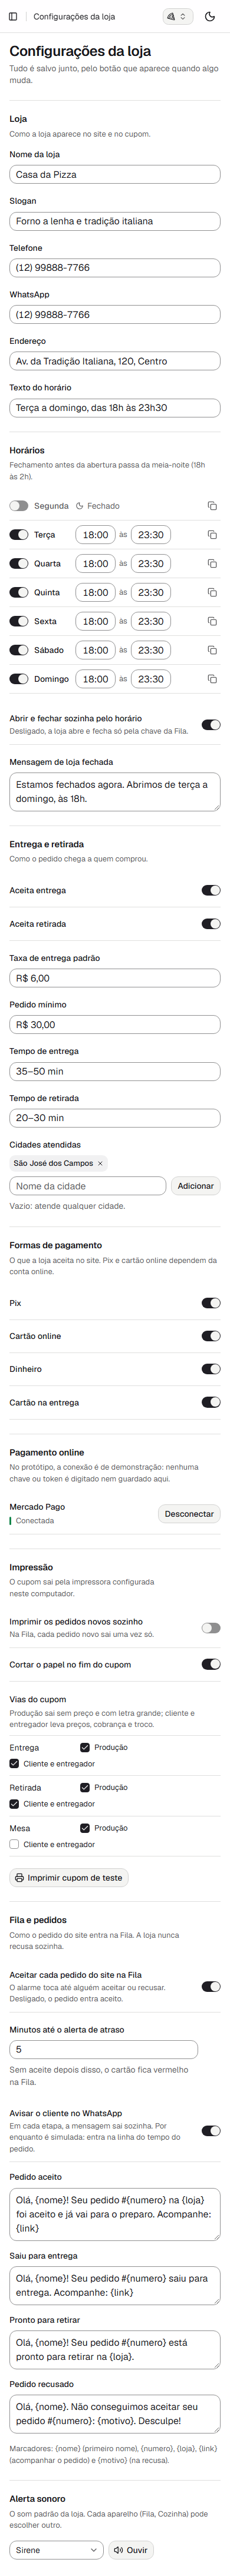 Configurações da loja
Configurações da loja
Tudo é salvo junto, pelo botão que aparece quando algo
muda.
Loja
Como a loja aparece no site e no cupom.
Nome da loja
Casa da Pizza
Slogan
Forno a lenha e tradição italiana
Telefone
(12) 99888-7766
WhatsApp
(12) 99888-7766
Endereço
Av. da Tradição Italiana, 120, Centro
Texto do horário
Terça a domingo, das 18h às 23h30
Horários
Fechamento antes da abertura passa da meia-noite (18h
às 2h).
Segunda Fechado
Terça 18:00 às 23:30
Quarta 18:00 às 23:30
Quinta 18:00 às 23:30
Sexta 18:00 às 23:30
Sábado 18:00 às 23:30
Domingo 18:00 às 23:30
Abrir e fechar sozinha pelo horário
Desligado, a loja abre e fecha só pela chave da Fila.
Mensagem de loja fechada
Estamos fechados agora. Abrimos de terça a
domingo, às 18h.
Entrega e retirada
Como o pedido chega a quem comprou.
Aceita entrega
Aceita retirada
Taxa de entrega padrão
R$ 6,00
Pedido mínimo
R$ 30,00
Tempo de entrega
35–50 min
Tempo de retirada
20–30 min
Cidades atendidas
São José dos Campos ×
Nome da cidade Adicionar
Vazio: atende qualquer cidade.
Formas de pagamento
O que a loja aceita no site. Pix e cartão online dependem da
conta online.
Pix
Cartão online
Dinheiro
Cartão na entrega
Pagamento online
No protótipo, a conexão é de demonstração: nenhuma
chave ou token é digitado nem guardado aqui.
Mercado Pago
Conectada
Desconectar
Impressão
O cupom sai pela impressora configurada
neste computador.
Imprimir os pedidos novos sozinho
Na Fila, cada pedido novo sai uma vez só.
Cortar o papel no fim do cupom
Vias do cupom
Produção sai sem preço e com letra grande; cliente e
entregador leva preços, cobrança e troco.
Entrega Produção
Cliente e entregador
Retirada Produção
Cliente e entregador
Mesa Produção
Cliente e entregador
Imprimir cupom de teste
Fila e pedidos
Como o pedido do site entra na Fila. A loja nunca
recusa sozinha.
Aceitar cada pedido do site na Fila
O alarme toca até alguém aceitar ou recusar.
Desligado, o pedido entra aceito.
Minutos até o alerta de atraso
5
Sem aceite depois disso, o cartão fica vermelho
na Fila.
Avisar o cliente no WhatsApp
Em cada etapa, a mensagem sai sozinha. Por
enquanto é simulada: entra na linha do tempo do
pedido.
Pedido aceito
Olá, {nome}! Seu pedido #{numero} na {loja}
foi aceito e já vai para o preparo. Acompanhe:
{link}
Saiu para entrega
Olá, {nome}! Seu pedido #{numero} saiu para
entrega. Acompanhe: {link}
Pronto para retirar
Olá, {nome}! Seu pedido #{numero} está
pronto para retirar na {loja}.
Pedido recusado
Olá, {nome}. Não conseguimos aceitar seu
pedido #{numero}: {motivo}. Desculpe!
Marcadores: {nome} (primeiro nome), {numero}, {loja}, {link}
(acompanhar o pedido) e {motivo} (na recusa).
Alerta sonoro
O som padrão da loja. Cada aparelho (Fila, Cozinha) pode
escolher outro.
Sirene Ouvir